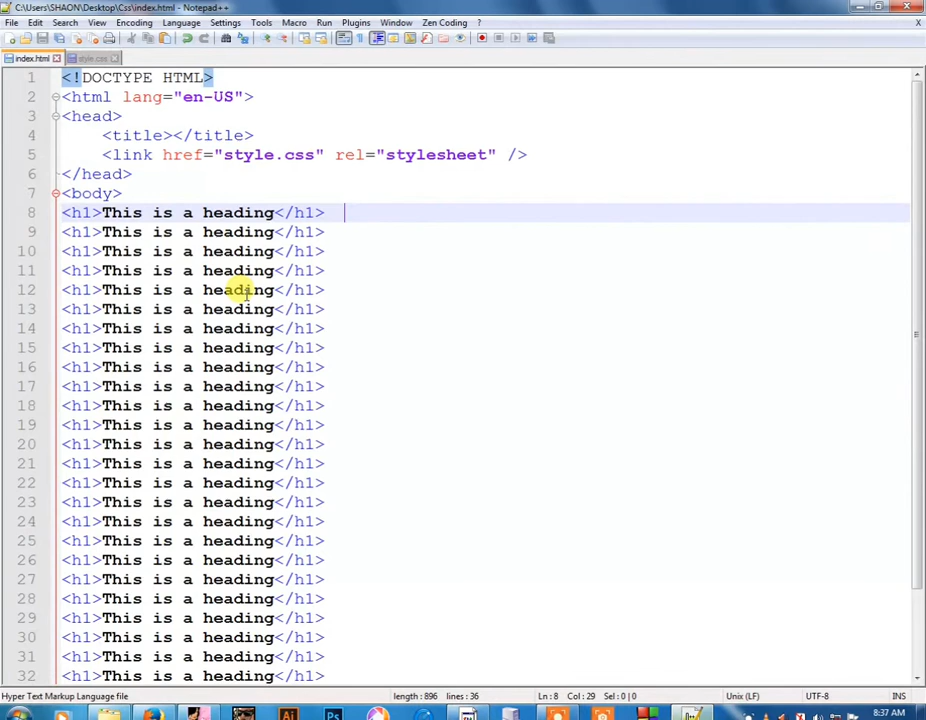 C:\Users\SHAON\Desktop\Css\index.html - Notepad++
File Edit Search View Encoding Language Settings Tools Macro Run Plugins Window Zen Coding ? X
index.html style.css
1 <!DOCTYPE HTML>
2 <html lang="en-US">
3 <head>
4 <title></title>
5 <link href="style.css" rel="stylesheet" />
6 </head>
7 <body>
8 <h1>This is a heading</h1>
9 <h1>This is a heading</h1>
10 <h1>This is a heading</h1>
11 <h1>This is a heading</h1>
12 <h1>This is a heading</h1>
13 <h1>This is a heading</h1>
14 <h1>This is a heading</h1>
15 <h1>This is a heading</h1>
16 <h1>This is a heading</h1>
17 <h1>This is a heading</h1>
18 <h1>This is a heading</h1>
19 <h1>This is a heading</h1>
20 <h1>This is a heading</h1>
21 <h1>This is a heading</h1>
22 <h1>This is a heading</h1>
23 <h1>This is a heading</h1>
24 <h1>This is a heading</h1>
25 <h1>This is a heading</h1>
26 <h1>This is a heading</h1>
27 <h1>This is a heading</h1>
28 <h1>This is a heading</h1>
29 <h1>This is a heading</h1>
30 <h1>This is a heading</h1>
31 <h1>This is a heading</h1>
32 <h1>This is a heading</h1>
Hyper Text Markup Language file length : 896 lines : 36 Ln : 8 Col : 29 Sel : 0 | 0 Unix (LF) UTF-8 INS
Ai Ps 8:37 AM